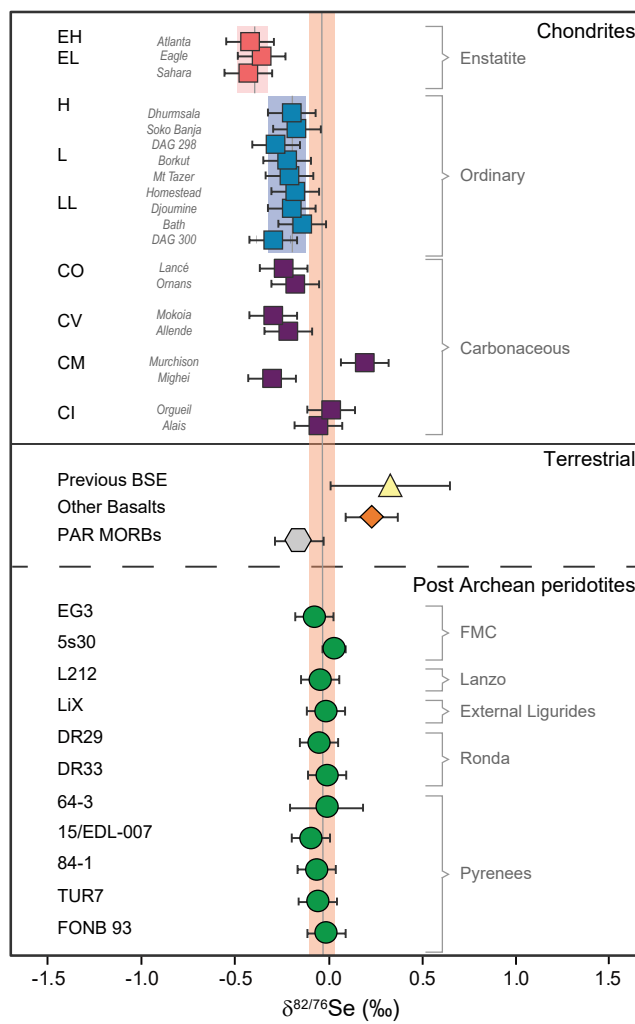 Chondrites
EH
Atlanta
EL
Eagle
Enstatite
Sahara
H
Dhurmsala
Soko Banja
DAG 298
L
Borkut
Mt Tazer
Ordinary
Homestead
LL
Djoumine
Bath
DAG 300
CO
Lancé
Ornans
CV
Mokoia
Allende
Carbonaceous
CM
Murchison
Mighei
CI
Orgueil
Alais
Terrestrial
Previous BSE
Other Basalts
PAR MORBs
Post Archean peridotites
EG3
FMC
5s30
L212
Lanzo
LiX
External Ligurides
DR29
Ronda
DR33
64-3
15/EDL-007
84-1
Pyrenees
TUR7
FONB 93
-1.5 -1.0 -0.5 0.0 0.5 1.0 1.5
δ82/76Se (‰)